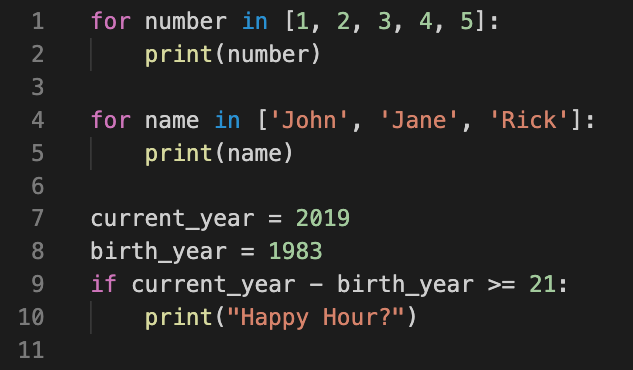 1 for number in [1, 2, 3, 4, 5]:
2     print(number)
3
4 for name in ['John', 'Jane', 'Rick']:
5     print(name)
6
7 current_year = 2019
8 birth_year = 1983
9 if current_year - birth_year >= 21:
10     print("Happy Hour?")
11